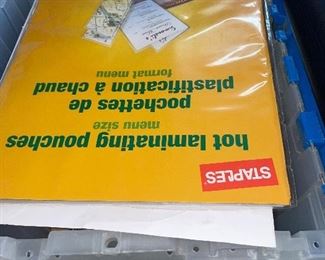 STAPLES
hot laminating pouches
menu size
pochettes de
plastification à chaud
format menu